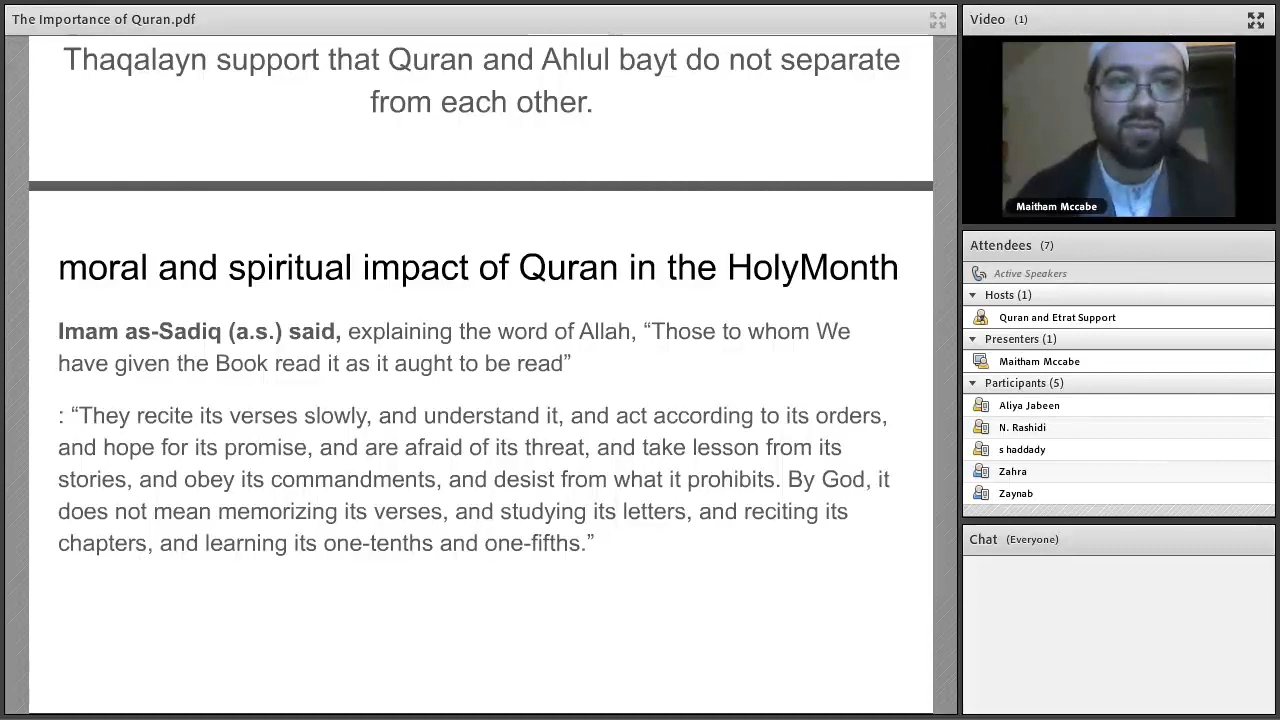 The Importance of Quran.pdf
Thaqalayn support that Quran and Ahlul bayt do not separate
from each other.
moral and spiritual impact of Quran in the HolyMonth
Imam as-Sadiq (a.s.) said, explaining the word of Allah, “Those to whom We
have given the Book read it as it aught to be read”
: “They recite its verses slowly, and understand it, and act according to its orders,
and hope for its promise, and are afraid of its threat, and take lesson from its
stories, and obey its commandments, and desist from what it prohibits. By God, it
does not mean memorizing its verses, and studying its letters, and reciting its
chapters, and learning its one-tenths and one-fifths.”
Video (1)
Maitham Mccabe
Attendees (7)
Active Speakers
Hosts (1)
Quran and Etrat Support
Presenters (1)
Maitham Mccabe
Participants (5)
Aliya Jabeen
N. Rashidi
s haddady
Zahra
Zaynab
Chat (Everyone)